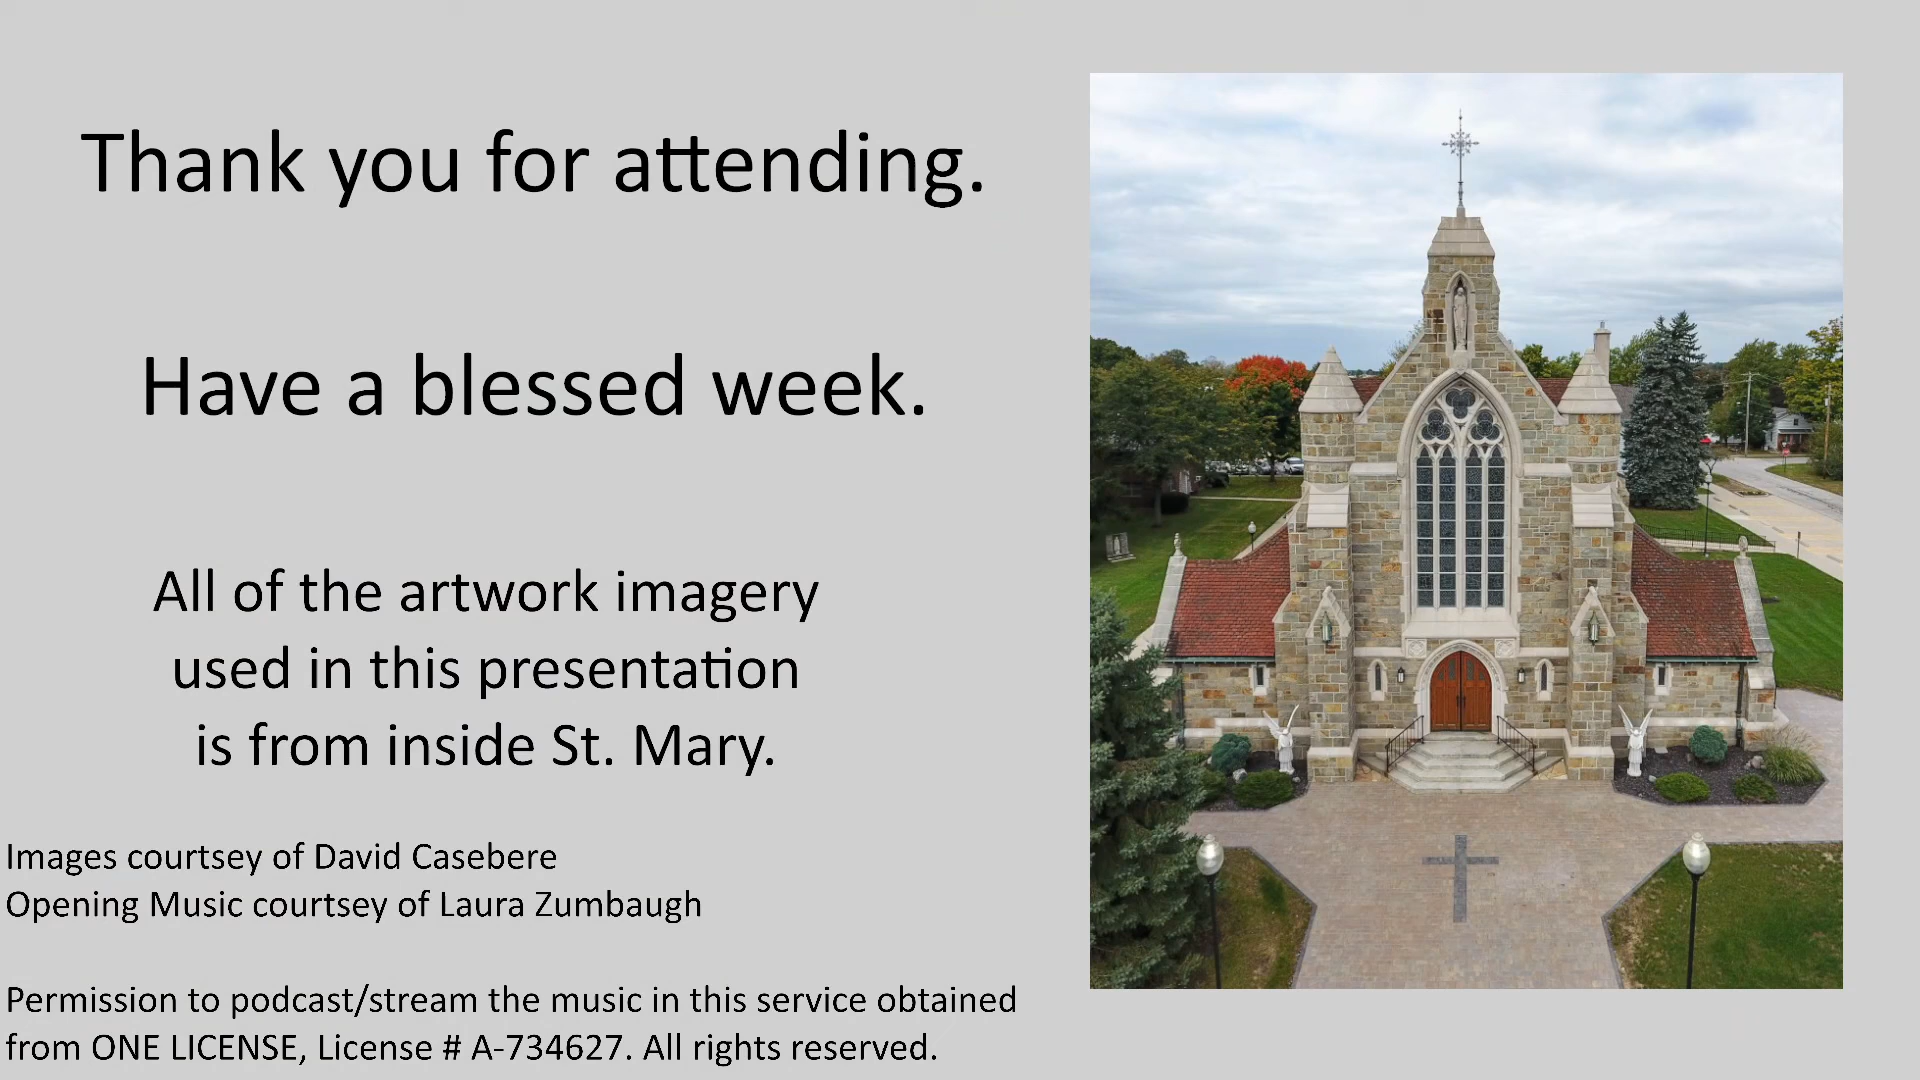 Thank you for attending.
Have a blessed week.
All of the artwork imagery
used in this presentation
is from inside St. Mary.
Images courtsey of David Casebere
Opening Music courtsey of Laura Zumbaugh
Permission to podcast/stream the music in this service obtained
from ONE LICENSE, License # A-734627. All rights reserved.